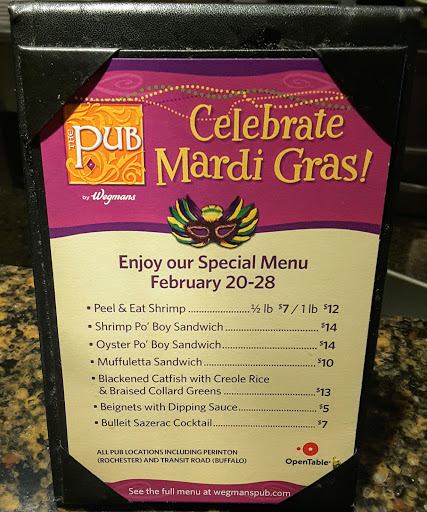 THE PUB
by Wegmans
Celebrate
Mardi Gras!
Enjoy our Special Menu
February 20-28
• Peel & Eat Shrimp......................½ lb $7 / 1 lb $12
• Shrimp Po' Boy Sandwich.................................$14
• Oyster Po' Boy Sandwich.................................$14
• Muffuletta Sandwich.......................................$10
• Blackened Catfish with Creole Rice
& Braised Collard Greens ................................$13
• Beignets with Dipping Sauce............................$5
• Bulleit Sazerac Cocktail....................................$7
ALL PUB LOCATIONS INCLUDING PERINTON
(ROCHESTER) AND TRANSIT ROAD (BUFFALO)
OpenTable
See the full menu at wegmanspub.com